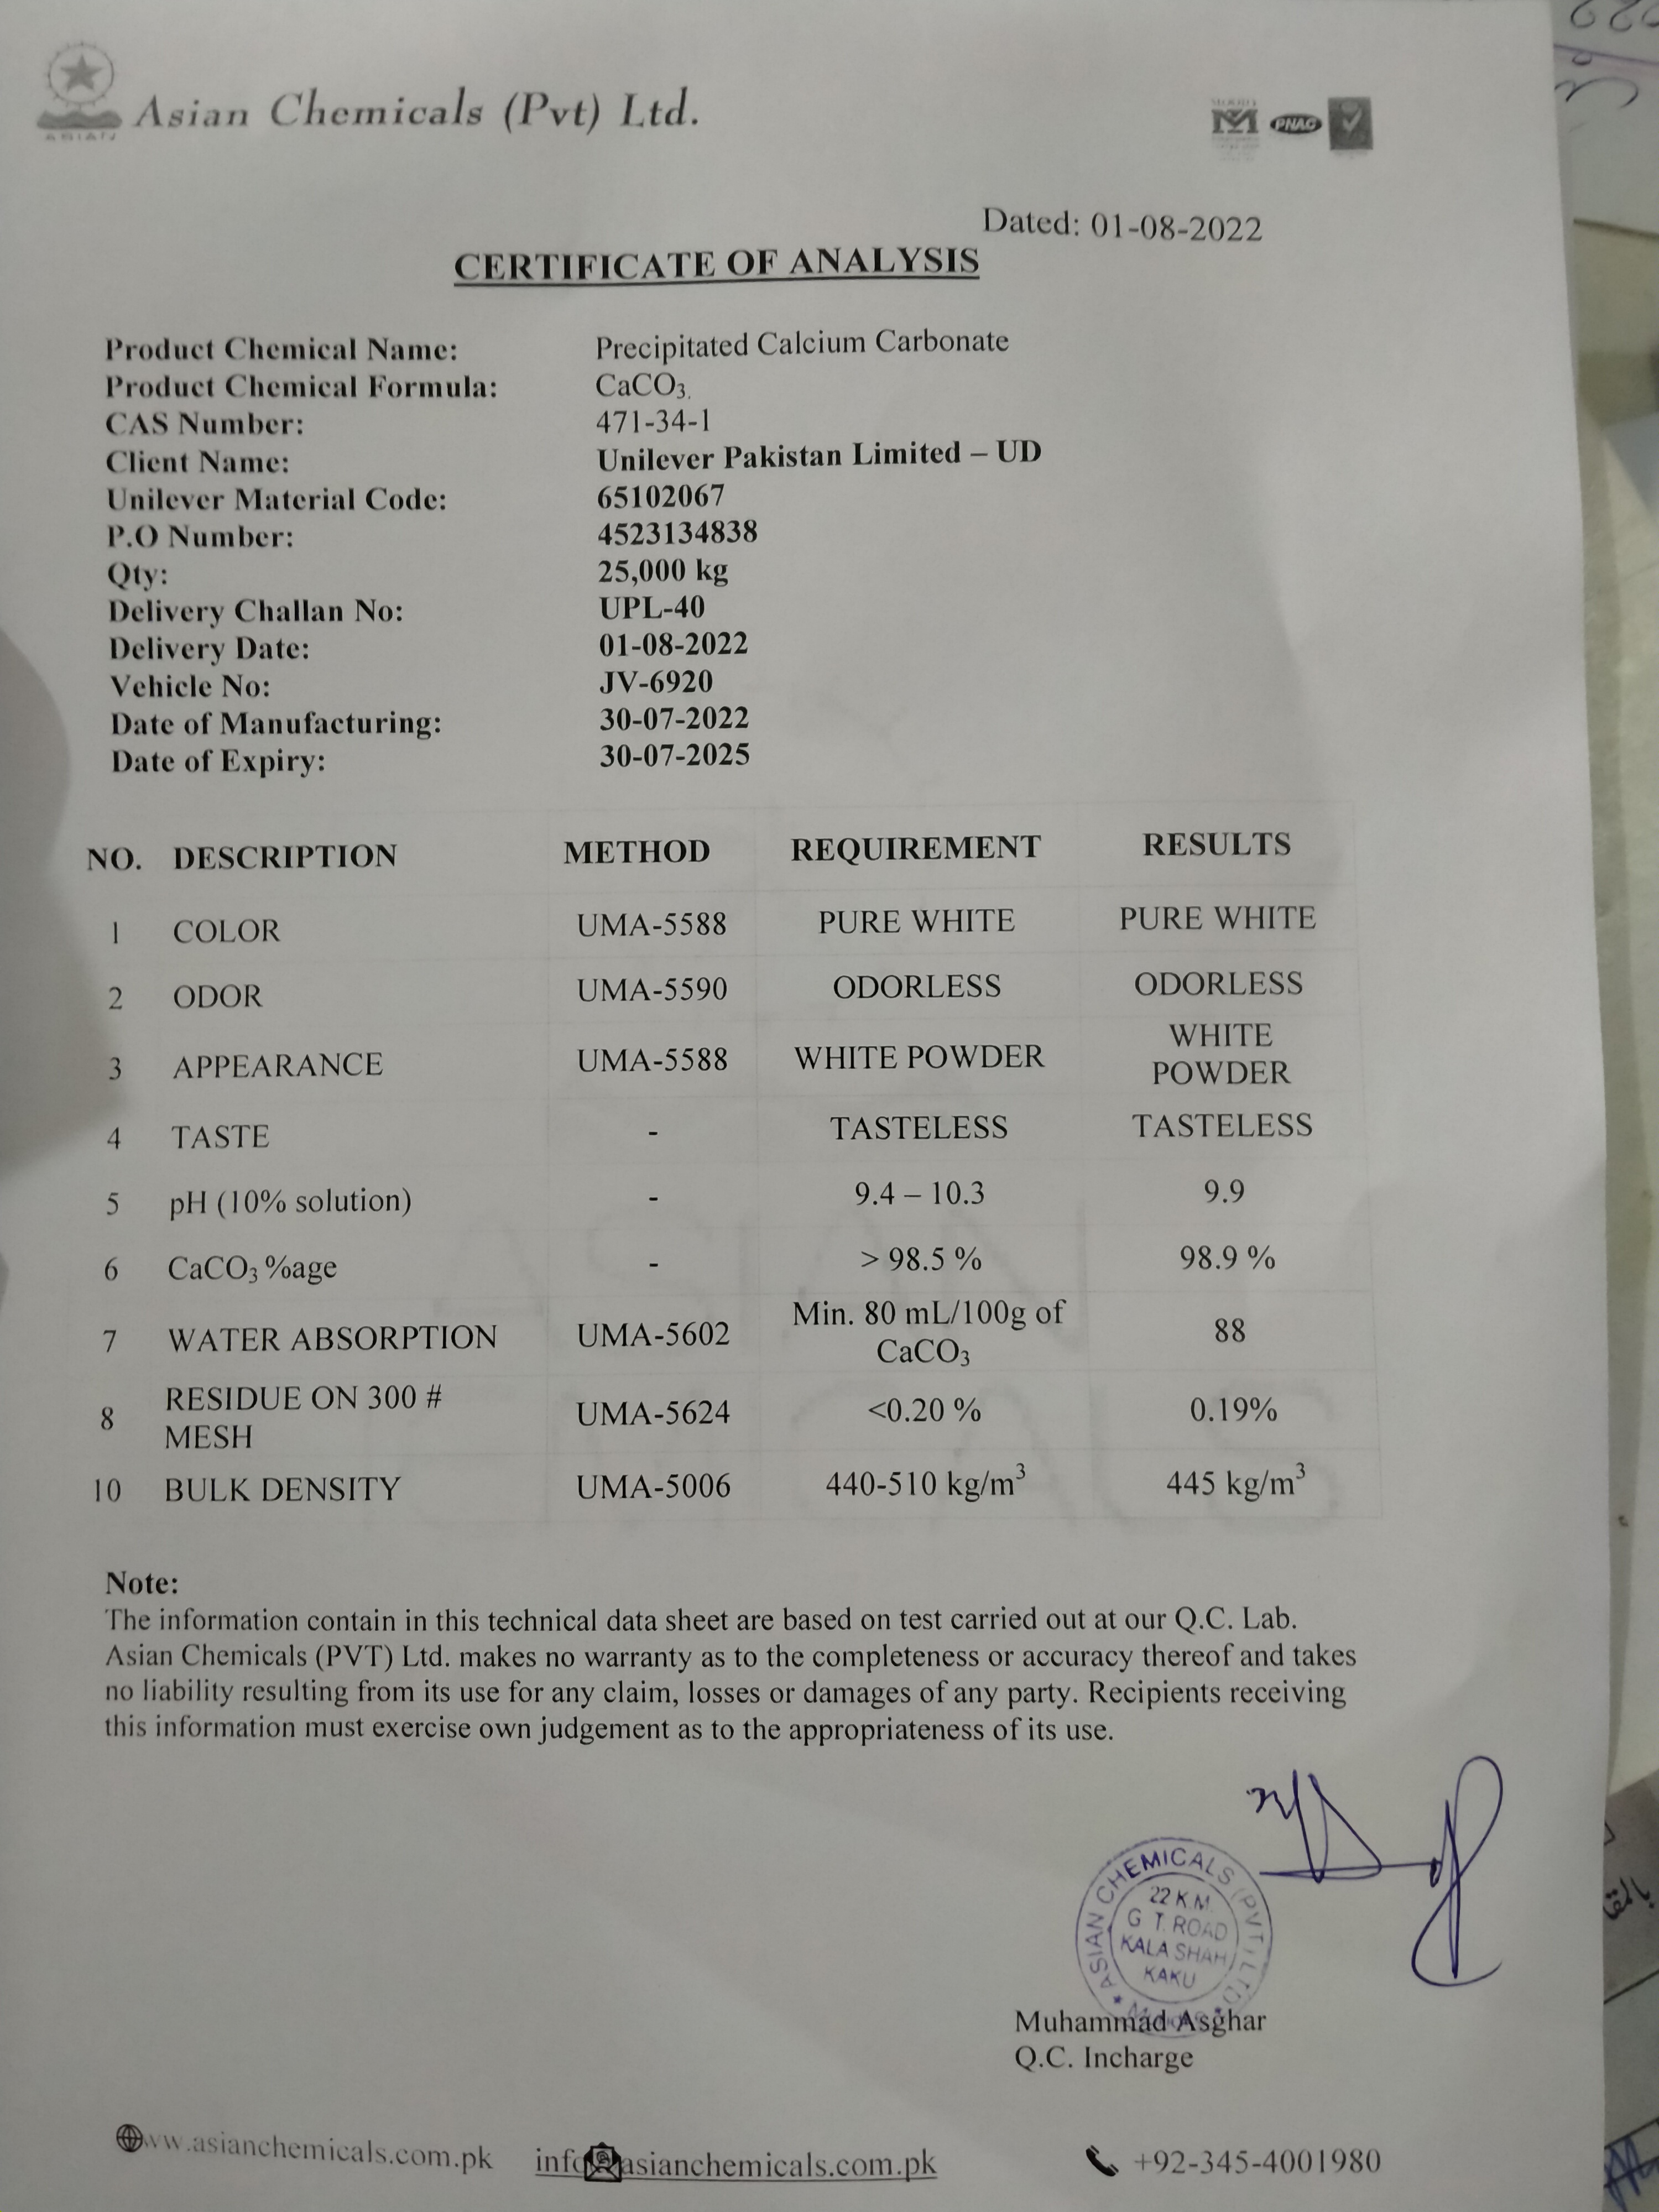 ASIAN
Asian Chemicals (Pvt) Ltd.
PNAC
Dated: 01-08-2022
CERTIFICATE OF ANALYSIS
Product Chemical Name: Precipitated Calcium Carbonate
Product Chemical Formula: CaCO3.
CAS Number: 471-34-1
Client Name: Unilever Pakistan Limited – UD
Unilever Material Code: 65102067
P.O Number: 4523134838
Qty: 25,000 kg
Delivery Challan No: UPL-40
Delivery Date: 01-08-2022
Vehicle No: JV-6920
Date of Manufacturing: 30-07-2022
Date of Expiry: 30-07-2025
NO. DESCRIPTION METHOD REQUIREMENT RESULTS
1 COLOR UMA-5588 PURE WHITE PURE WHITE
2 ODOR UMA-5590 ODORLESS ODORLESS
3 APPEARANCE UMA-5588 WHITE POWDER WHITE
POWDER
4 TASTE - TASTELESS TASTELESS
5 pH (10% solution) - 9.4 – 10.3 9.9
6 CaCO3 %age - > 98.5 % 98.9 %
7 WATER ABSORPTION UMA-5602 Min. 80 mL/100g of
CaCO3 88
8 RESIDUE ON 300 #
MESH UMA-5624 <0.20 % 0.19%
10 BULK DENSITY UMA-5006 440-510 kg/m³ 445 kg/m³
Note:
The information contain in this technical data sheet are based on test carried out at our Q.C. Lab.
Asian Chemicals (PVT) Ltd. makes no warranty as to the completeness or accuracy thereof and takes
no liability resulting from its use for any claim, losses or damages of any party. Recipients receiving
this information must exercise own judgement as to the appropriateness of its use.
ASIAN CHEMICALS (PVT) LTD
22 K.M.
G T. ROAD
KALA SHAH
KAKU
Muhammad Asghar
Q.C. Incharge
ww.asianchemicals.com.pk info asianchemicals.com.pk +92-345-4001980